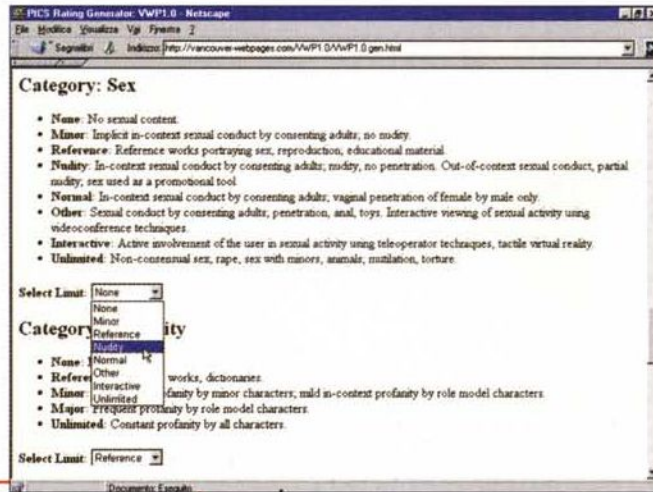 PICS Rating Generator: VWP1.0 - Netscape
File Modifica Visualizza Vai Finestra ?
Segnalibri Indirizzo: http://vancouver-webpages.com/VWP1.0/VWP1.0.gen.html
Category: Sex
• None: No sexual content.
• Minor: Implicit in-context sexual conduct by consenting adults; no nudity.
• Reference: Reference works portraying sex, reproduction, educational material.
• Nudity: In-context sexual conduct by consenting adults; nudity, no penetration. Out-of-context sexual conduct, partial
nudity; sex used as a promotional tool.
• Normal: In-context sexual conduct by consenting adults; vaginal penetration of female by male only.
• Other: Sexual conduct by consenting adults; penetration, anal, toys. Interactive viewing of sexual activity using
videoconference techniques.
• Interactive: Active involvement of the user in sexual activity using teleoperator techniques, tactile virtual reality.
• Unlimited: Non-consensual sex, rape, sex with minors, animals, mutilation, torture.
Select Limit: None
None
Minor
Reference
Nudity
Normal
Other
Interactive
Unlimited
Categor ity
• None:
• Refere works, dictionaries.
• Minor: ofanity by minor characters; mild in-context profanity by role model characters.
• Major: Frequent profanity by role model characters.
• Unlimited: Constant profanity by all characters.
Select Limit: Reference
Documento: Eseguito